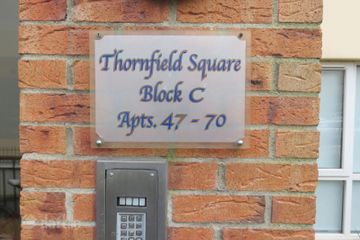 Thornfield Square
Block C
Apts. 47 - 70